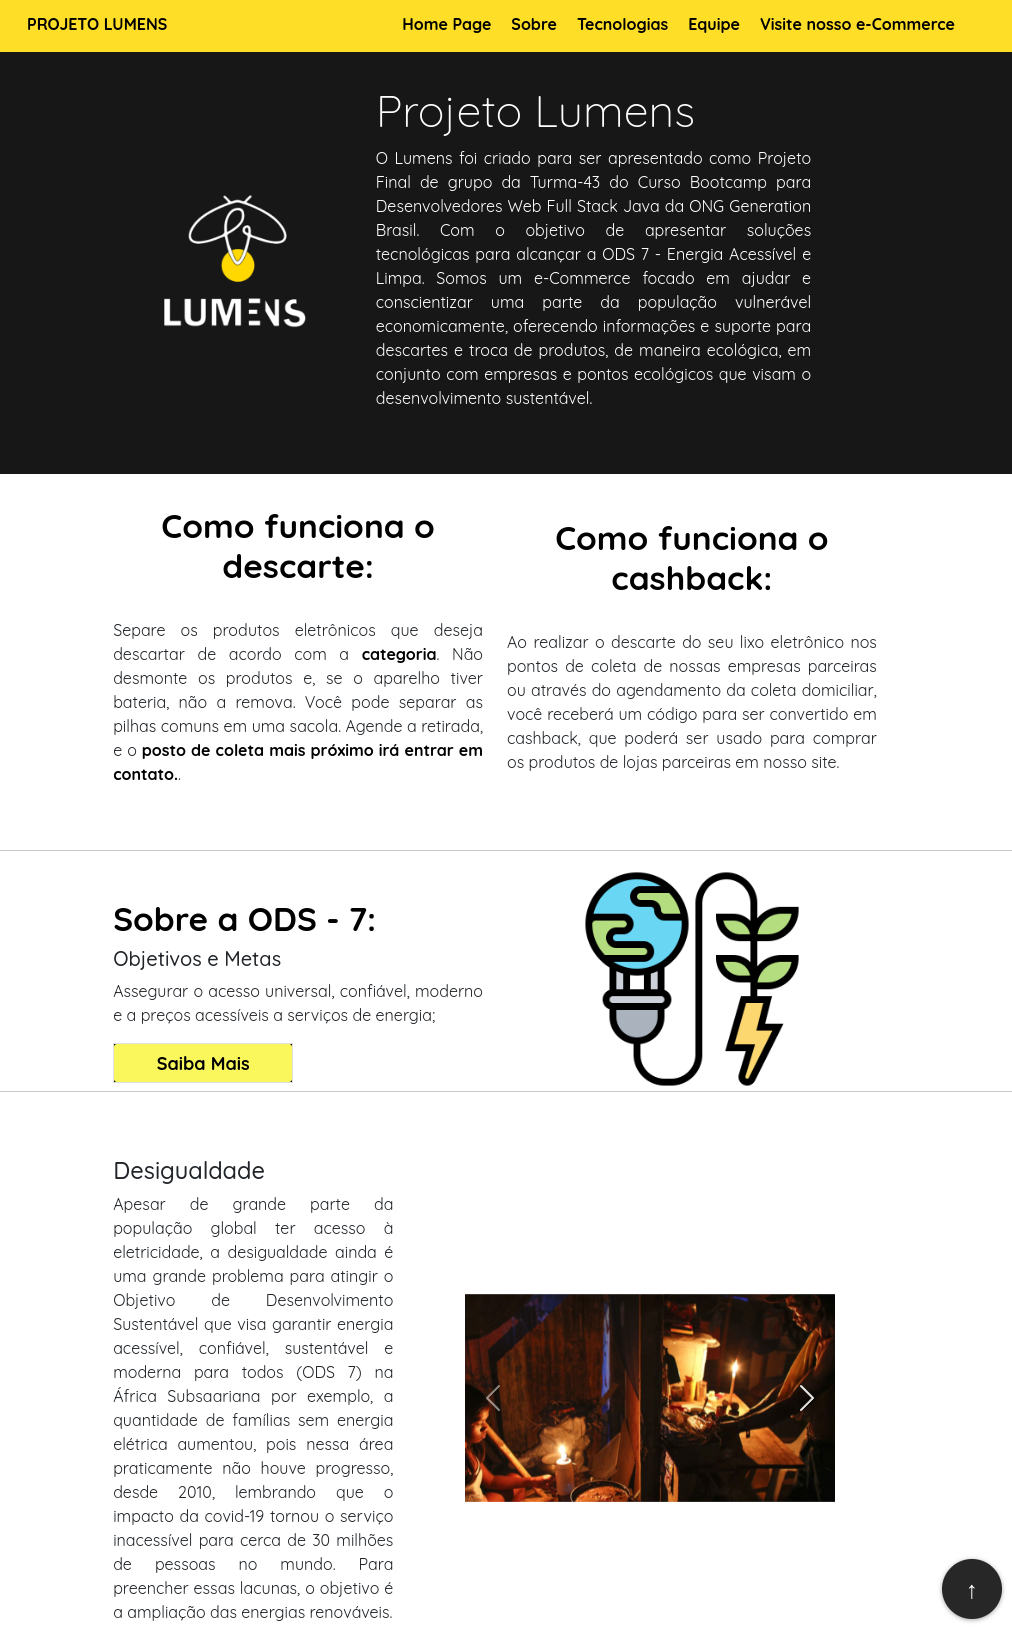 PROJETO LUMENS
Home Page Sobre Tecnologias Equipe Visite nosso e-Commerce
LUMENS
Projeto Lumens
O Lumens foi criado para ser apresentado como Projeto
Final de grupo da Turma-43 do Curso Bootcamp para
Desenvolvedores Web Full Stack Java da ONG Generation
Brasil. Com o objetivo de apresentar soluções
tecnológicas para alcançar a ODS 7 - Energia Acessível e
Limpa. Somos um e-Commerce focado em ajudar e
conscientizar uma parte da população vulnerável
economicamente, oferecendo informações e suporte para
descartes e troca de produtos, de maneira ecológica, em
conjunto com empresas e pontos ecológicos que visam o
desenvolvimento sustentável.
Como funciona o
descarte:
Separe os produtos eletrônicos que deseja
descartar de acordo com a categoria. Não
desmonte os produtos e, se o aparelho tiver
bateria, não a remova. Você pode separar as
pilhas comuns em uma sacola. Agende a retirada,
e o posto de coleta mais próximo irá entrar em
contato..
Como funciona o
cashback:
Ao realizar o descarte do seu lixo eletrônico nos
pontos de coleta de nossas empresas parceiras
ou através do agendamento da coleta domiciliar,
você receberá um código para ser convertido em
cashback, que poderá ser usado para comprar
os produtos de lojas parceiras em nosso site.
Sobre a ODS - 7:
Objetivos e Metas
Assegurar o acesso universal, confiável, moderno
e a preços acessíveis a serviços de energia;
Saiba Mais
Desigualdade
Apesar de grande parte da
população global ter acesso à
eletricidade, a desigualdade ainda é
uma grande problema para atingir o
Objetivo de Desenvolvimento
Sustentável que visa garantir energia
acessível, confiável, sustentável e
moderna para todos (ODS 7) na
África Subsaariana por exemplo, a
quantidade de famílias sem energia
elétrica aumentou, pois nessa área
praticamente não houve progresso,
desde 2010, lembrando que o
impacto da covid-19 tornou o serviço
inacessível para cerca de 30 milhões
de pessoas no mundo. Para
preencher essas lacunas, o objetivo é
a ampliação das energias renováveis.
↑